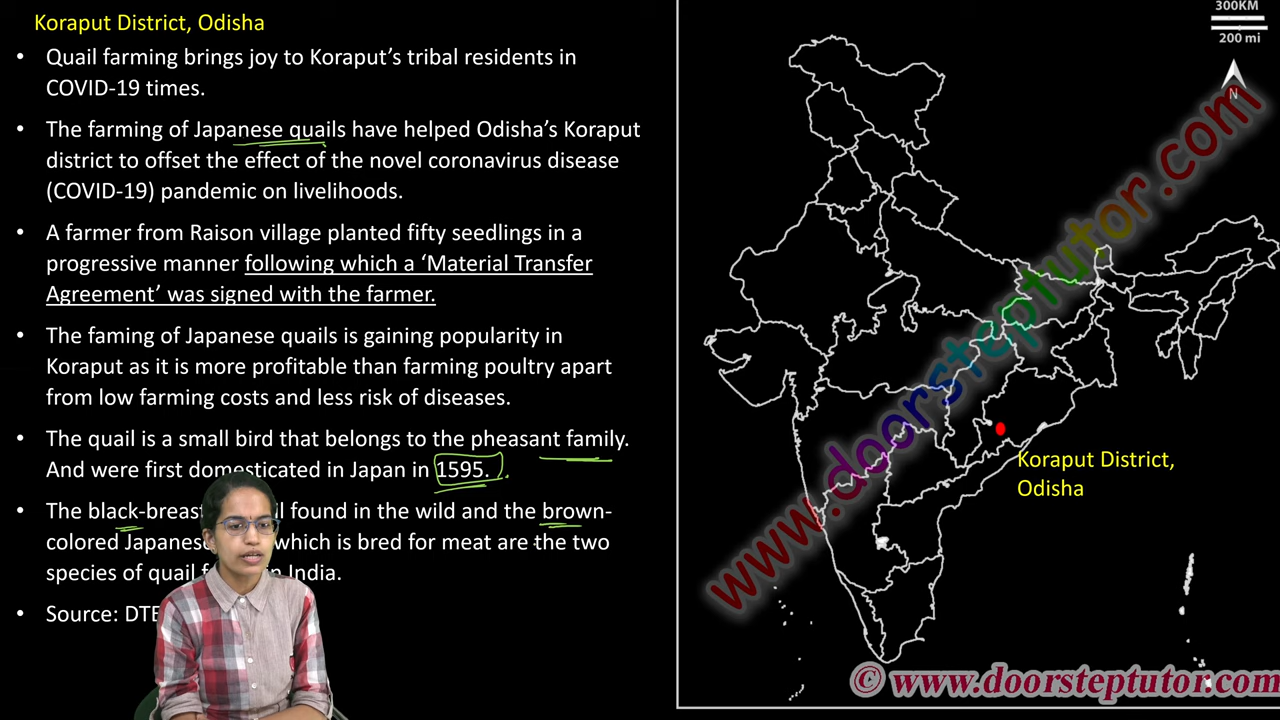 Koraput District, Odisha
• Quail farming brings joy to Koraput’s tribal residents in
COVID-19 times.
• The farming of Japanese quails have helped Odisha’s Koraput
district to offset the effect of the novel coronavirus disease
(COVID-19) pandemic on livelihoods.
• A farmer from Raison village planted fifty seedlings in a
progressive manner following which a ‘Material Transfer
Agreement’ was signed with the farmer.
• The faming of Japanese quails is gaining popularity in
Koraput as it is more profitable than farming poultry apart
from low farming costs and less risk of diseases.
• The quail is a small bird that belongs to the pheasant family.
And were first domesticated in Japan in 1595.
• The black-breast found in the wild and the brown-
colored Japanese which is bred for meat are the two
species of quail in India.
• Source:
300KM
200 mi
N
Koraput District,
Odisha
www.doorsteptutor.com
© www.doorsteptutor.com